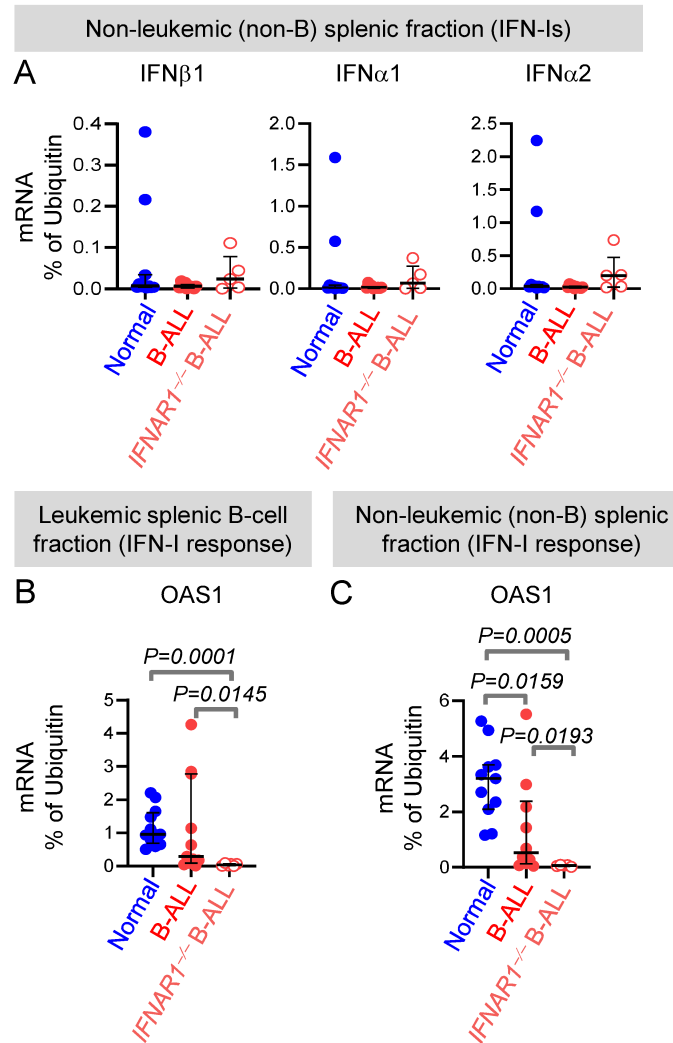 Non-leukemic (non-B) splenic fraction (IFN-Is)
A
IFNβ1
IFNα1
IFNα2
mRNA
% of Ubiquitin
0.4
0.3
0.2
0.1
0.0
2.0
1.5
1.0
0.5
0.0
2.5
2.0
1.5
1.0
0.5
0.0
Normal
B-ALL
IFNAR1⁻/⁻ B-ALL
Normal
B-ALL
IFNAR1⁻/⁻ B-ALL
Normal
B-ALL
IFNAR1⁻/⁻ B-ALL
Leukemic splenic B-cell
fraction (IFN-I response)
B
OAS1
P=0.0001
P=0.0145
mRNA
% of Ubiquitin
5
4
3
2
1
0
Normal
B-ALL
IFNAR1⁻/⁻ B-ALL
Non-leukemic (non-B) splenic
fraction (IFN-I response)
C
OAS1
P=0.0005
P=0.0159
P=0.0193
mRNA
% of Ubiquitin
6
4
2
0
Normal
B-ALL
IFNAR1⁻/⁻ B-ALL